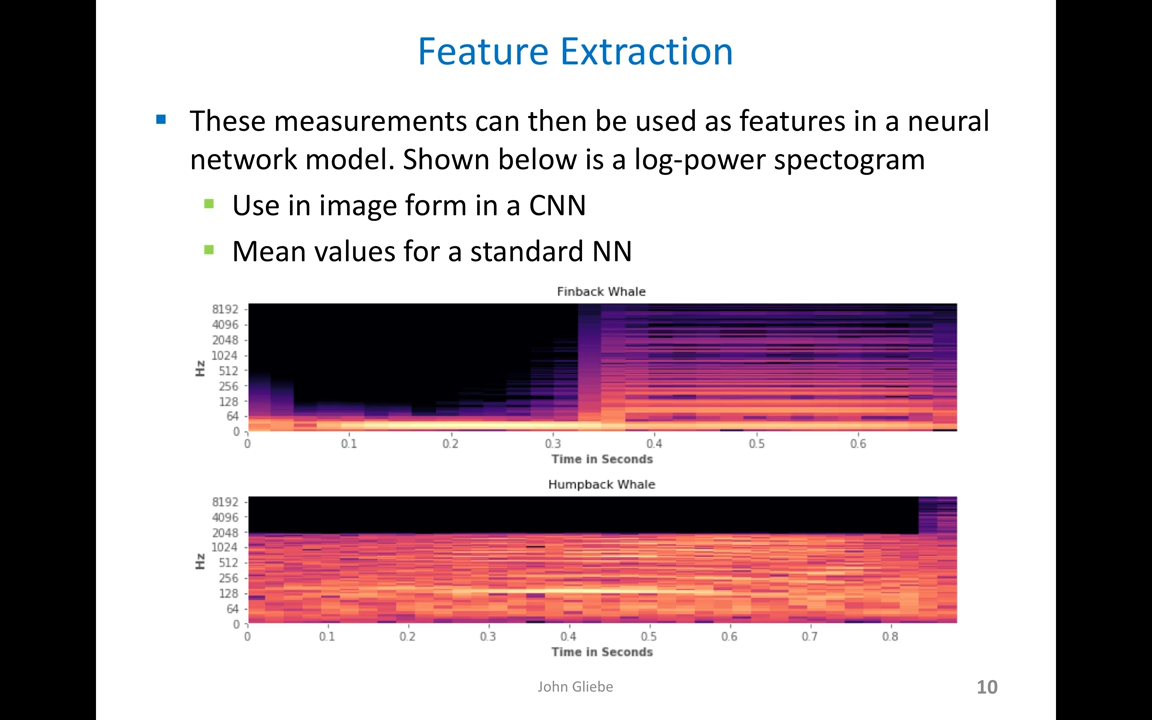 Feature Extraction
These measurements can then be used as features in a neural
network model. Shown below is a log-power spectogram
Use in image form in a CNN
Mean values for a standard NN
Finback Whale
8192
4096
2048
1024
512
256
128
64
0
Hz
0 0.1 0.2 0.3 0.4 0.5 0.6
Time in Seconds
Humpback Whale
8192
4096
2048
1024
512
256
128
64
0
Hz
0 0.1 0.2 0.3 0.4 0.5 0.6 0.7 0.8
Time in Seconds
John Gliebe
10